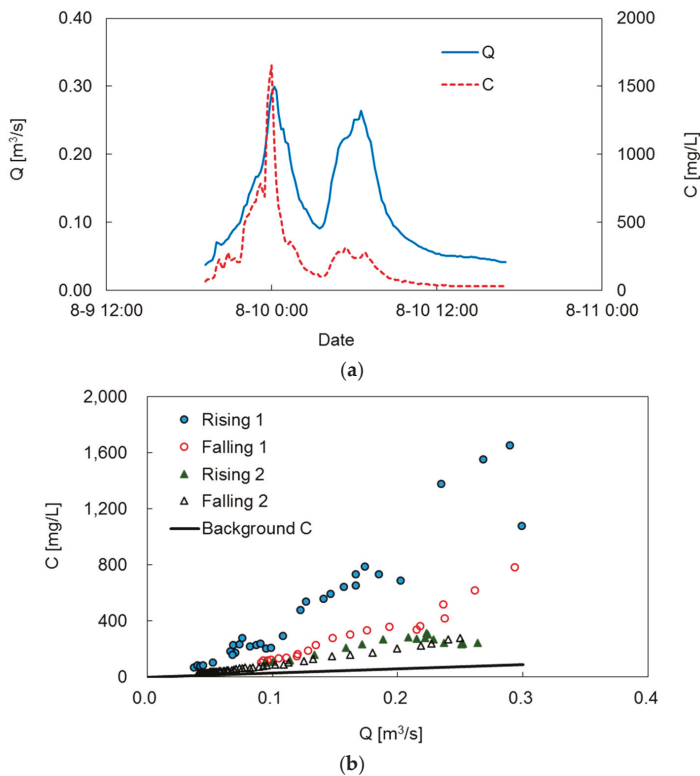 0.40
0.30
0.20
0.10
0.00
Q [m³/s]
2000
1500
1000
500
0
C [mg/L]
Q
C
8-9 12:00
8-10 0:00
8-10 12:00
8-11 0:00
Date
(a)
2,000
1,600
1,200
800
400
0
C [mg/L]
Rising 1
Falling 1
Rising 2
Falling 2
Background C
0.0
0.1
0.2
0.3
0.4
Q [m³/s]
(b)